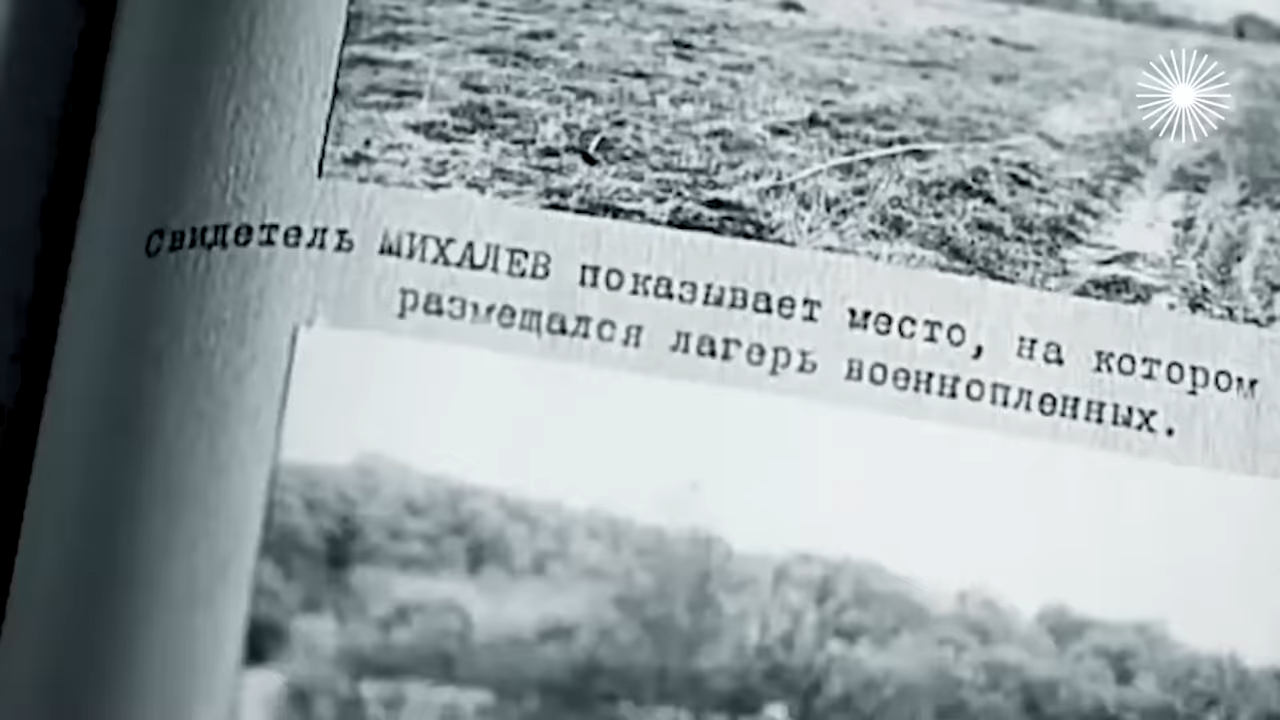 Свидетель МИХАЛЕВ показывает место, на котором
размещался лагерь военнопленных.